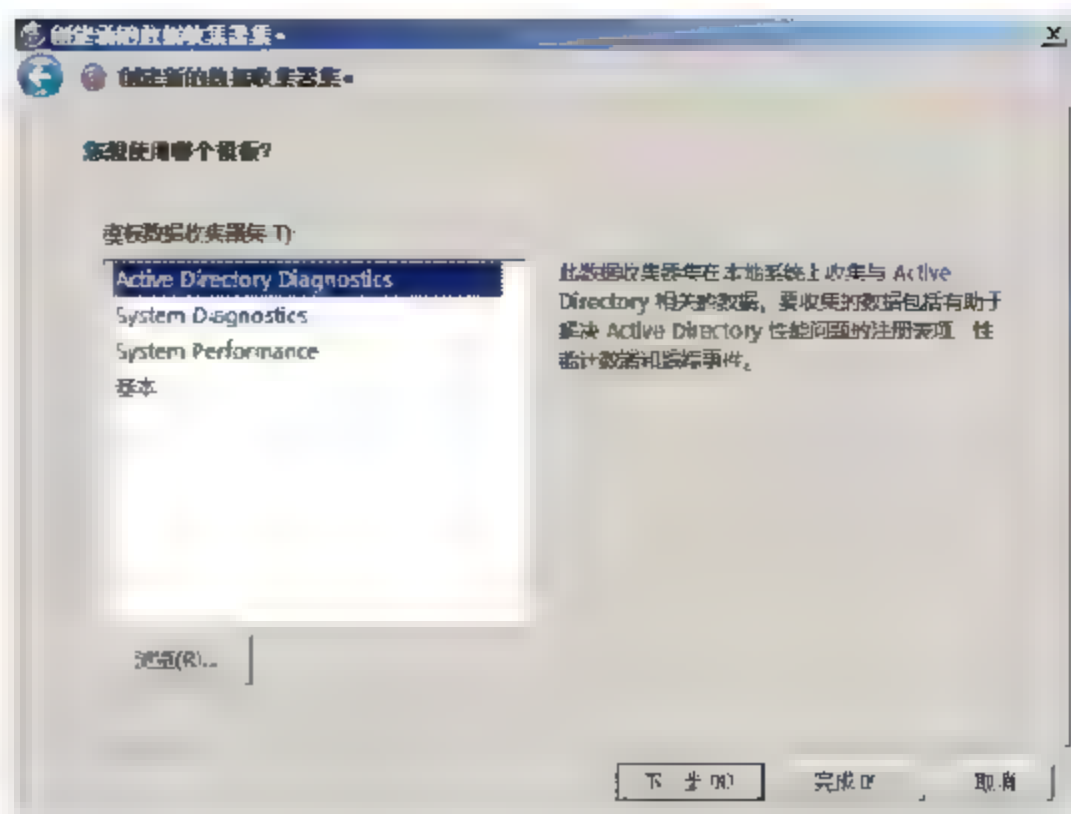 创建新的数据收集器集。
创建新的数据收集器集。
您想使用哪个模板?
模板数据收集器集(T):
Active Directory Diagnostics
System Diagnostics
System Performance
基本
此数据收集器集在本地系统上收集与 Active
Directory 相关的数据，要收集的数据包括有助于
解决 Active Directory 性能问题的注册表项、性
能计数器和跟踪事件。
浏览(R)...
下一步(N) 完成(F) 取消